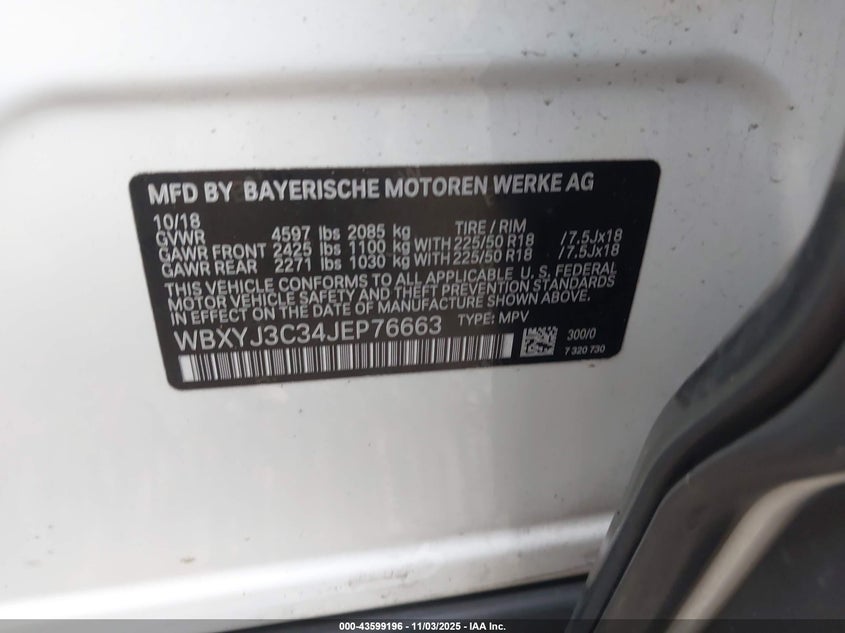 MFD BY BAYERISCHE MOTOREN WERKE AG
10/18 TIRE / RIM
GVWR 4597 lbs 2085 kg
GAWR FRONT 2425 lbs 1100 kg WITH 225/50 R18 /7.5Jx18
GAWR REAR 2271 lbs 1030 kg WITH 225/50 R18 /7.5Jx18
THIS VEHICLE CONFORMS TO ALL APPLICABLE U.S. FEDERAL
MOTOR VEHICLE SAFETY AND THEFT PREVENTION STANDARDS
IN EFFECT ON THE DATE OF MANUFACTURE SHOWN ABOVE.
WBXYJ3C34JEP76663 TYPE: MPV
300/0
7 320 730
000-43599196 - 11/03/2025 - IAA Inc.